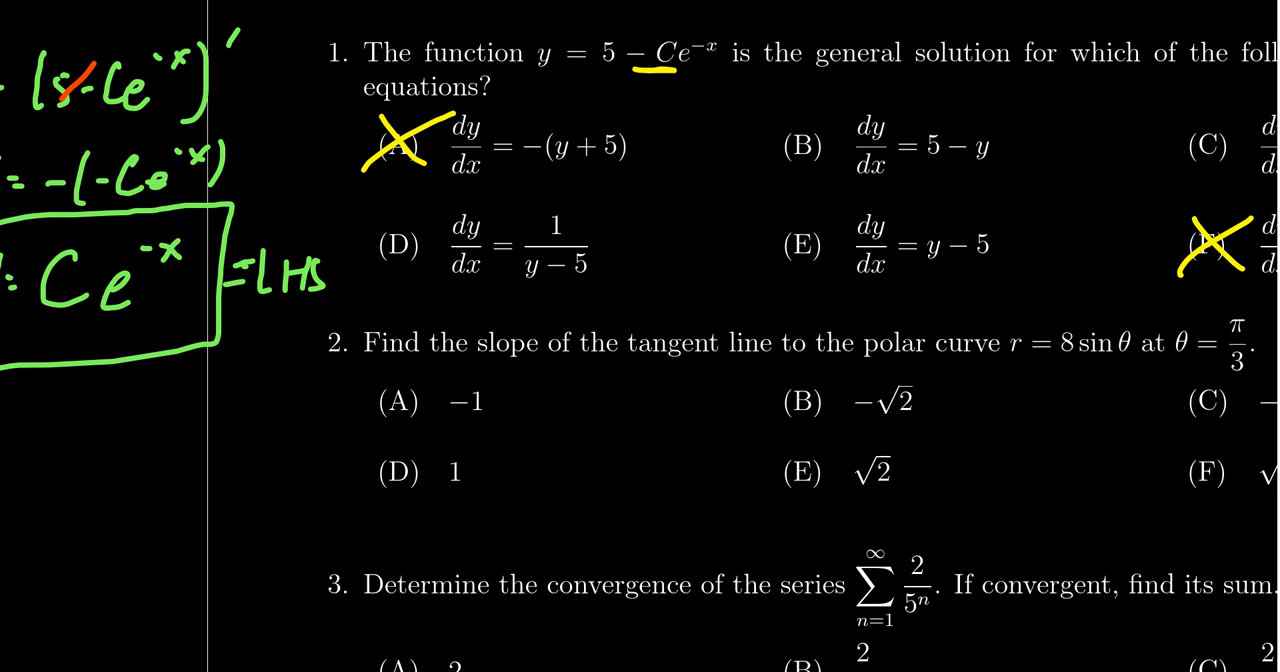 - (5-Ce^{-x})'
= -(-Ce^{-x})
= Ce^{-x} = LHS
1. The function y = 5 − Ce^{−x} is the general solution for which of the foll
equations?
(A) dy/dx = −(y + 5) (B) dy/dx = 5 − y (C) d
(D) dy/dx = 1/(y − 5) (E) dy/dx = y − 5 (F) d
2. Find the slope of the tangent line to the polar curve r = 8 sin θ at θ = π/3.
(A) −1 (B) −√2 (C) −
(D) 1 (E) √2 (F) √
3. Determine the convergence of the series ∑_{n=1}^{∞} 2/5^n. If convergent, find its sum.
(A) 2 (B) 2 (C) 2